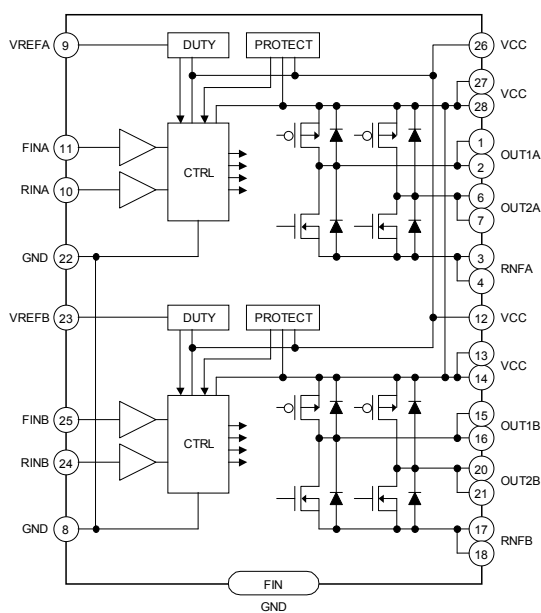 VREFA 9 DUTY PROTECT 26 VCC
27 VCC
28
FINA 11 1 OUT1A
CTRL 2
RINA 10 6 OUT2A
7
GND 22 3 RNFA
4
VREFB 23 DUTY PROTECT 12 VCC
13 VCC
14
FINB 25 15 OUT1B
CTRL 16
RINB 24 20 OUT2B
21
GND 8 17 RNFB
18
FIN
GND